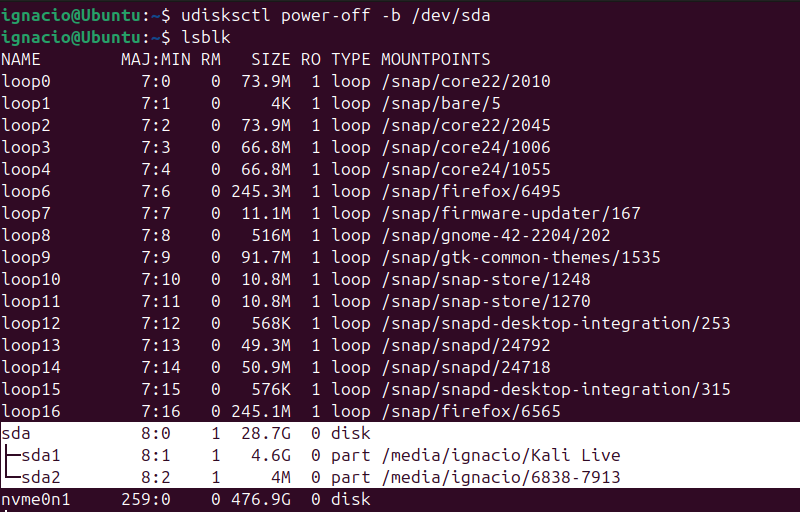 ignacio@Ubuntu:~$ udisksctl power-off -b /dev/sda
ignacio@Ubuntu:~$ lsblk
NAME        MAJ:MIN RM   SIZE RO TYPE MOUNTPOINTS
loop0         7:0    0  73.9M  1 loop /snap/core22/2010
loop1         7:1    0     4K  1 loop /snap/bare/5
loop2         7:2    0  73.9M  1 loop /snap/core22/2045
loop3         7:3    0  66.8M  1 loop /snap/core24/1006
loop4         7:4    0  66.8M  1 loop /snap/core24/1055
loop6         7:6    0 245.3M  1 loop /snap/firefox/6495
loop7         7:7    0  11.1M  1 loop /snap/firmware-updater/167
loop8         7:8    0   516M  1 loop /snap/gnome-42-2204/202
loop9         7:9    0  91.7M  1 loop /snap/gtk-common-themes/1535
loop10        7:10   0  10.8M  1 loop /snap/snap-store/1248
loop11        7:11   0  10.8M  1 loop /snap/snap-store/1270
loop12        7:12   0   568K  1 loop /snap/snapd-desktop-integration/253
loop13        7:13   0  49.3M  1 loop /snap/snapd/24792
loop14        7:14   0  50.9M  1 loop /snap/snapd/24718
loop15        7:15   0   576K  1 loop /snap/snapd-desktop-integration/315
loop16        7:16   0 245.1M  1 loop /snap/firefox/6565
sda           8:0    1  28.7G  0 disk
├─sda1        8:1    1   4.6G  0 part /media/ignacio/Kali Live
└─sda2        8:2    1     4M  0 part /media/ignacio/6838-7913
nvme0n1     259:0    0 476.9G  0 disk